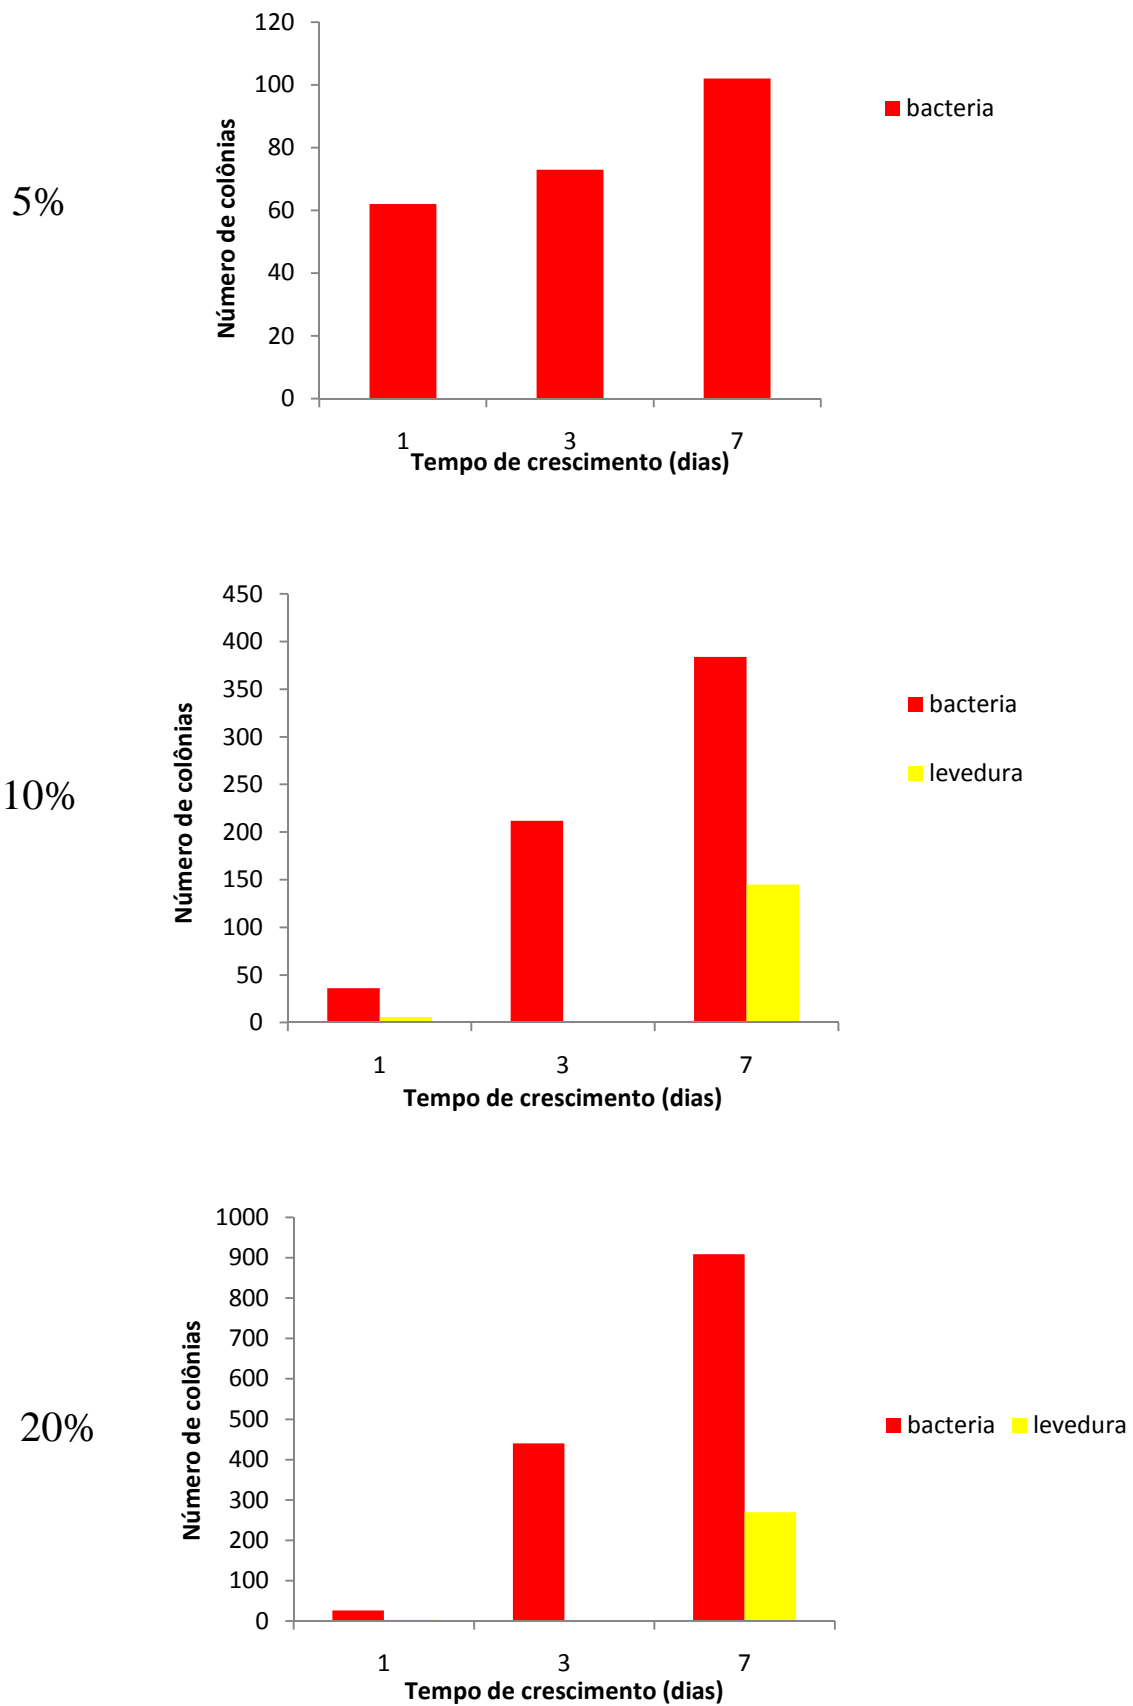 5%
Número de colônias
120
100
80
60
40
20
0
1 3 7
Tempo de crescimento (dias)
bacteria
10%
Número de colônias
450
400
350
300
250
200
150
100
50
0
1 3 7
Tempo de crescimento (dias)
bacteria
levedura
20%
Número de colônias
1000
900
800
700
600
500
400
300
200
100
0
1 3 7
Tempo de crescimento (dias)
bacteria levedura